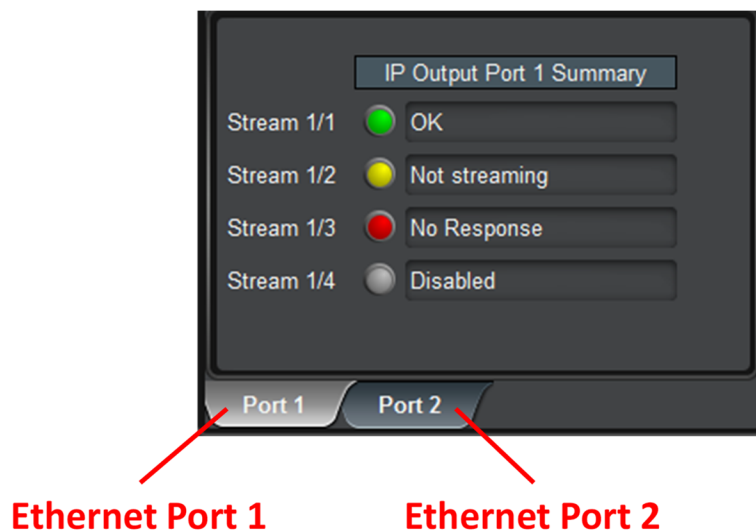 IP Output Port 1 Summary
Stream 1/1 OK
Stream 1/2 Not streaming
Stream 1/3 No Response
Stream 1/4 Disabled
Port 1 Port 2
Ethernet Port 1 Ethernet Port 2